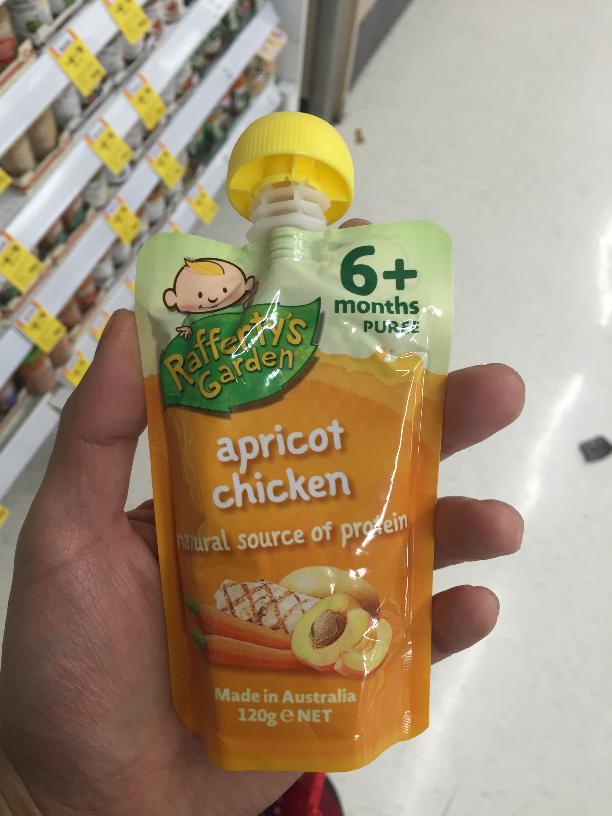 6+
months
PUREE
Rafferty's
Garden
apricot
chicken
natural source of protein
Made in Australia
120g e NET